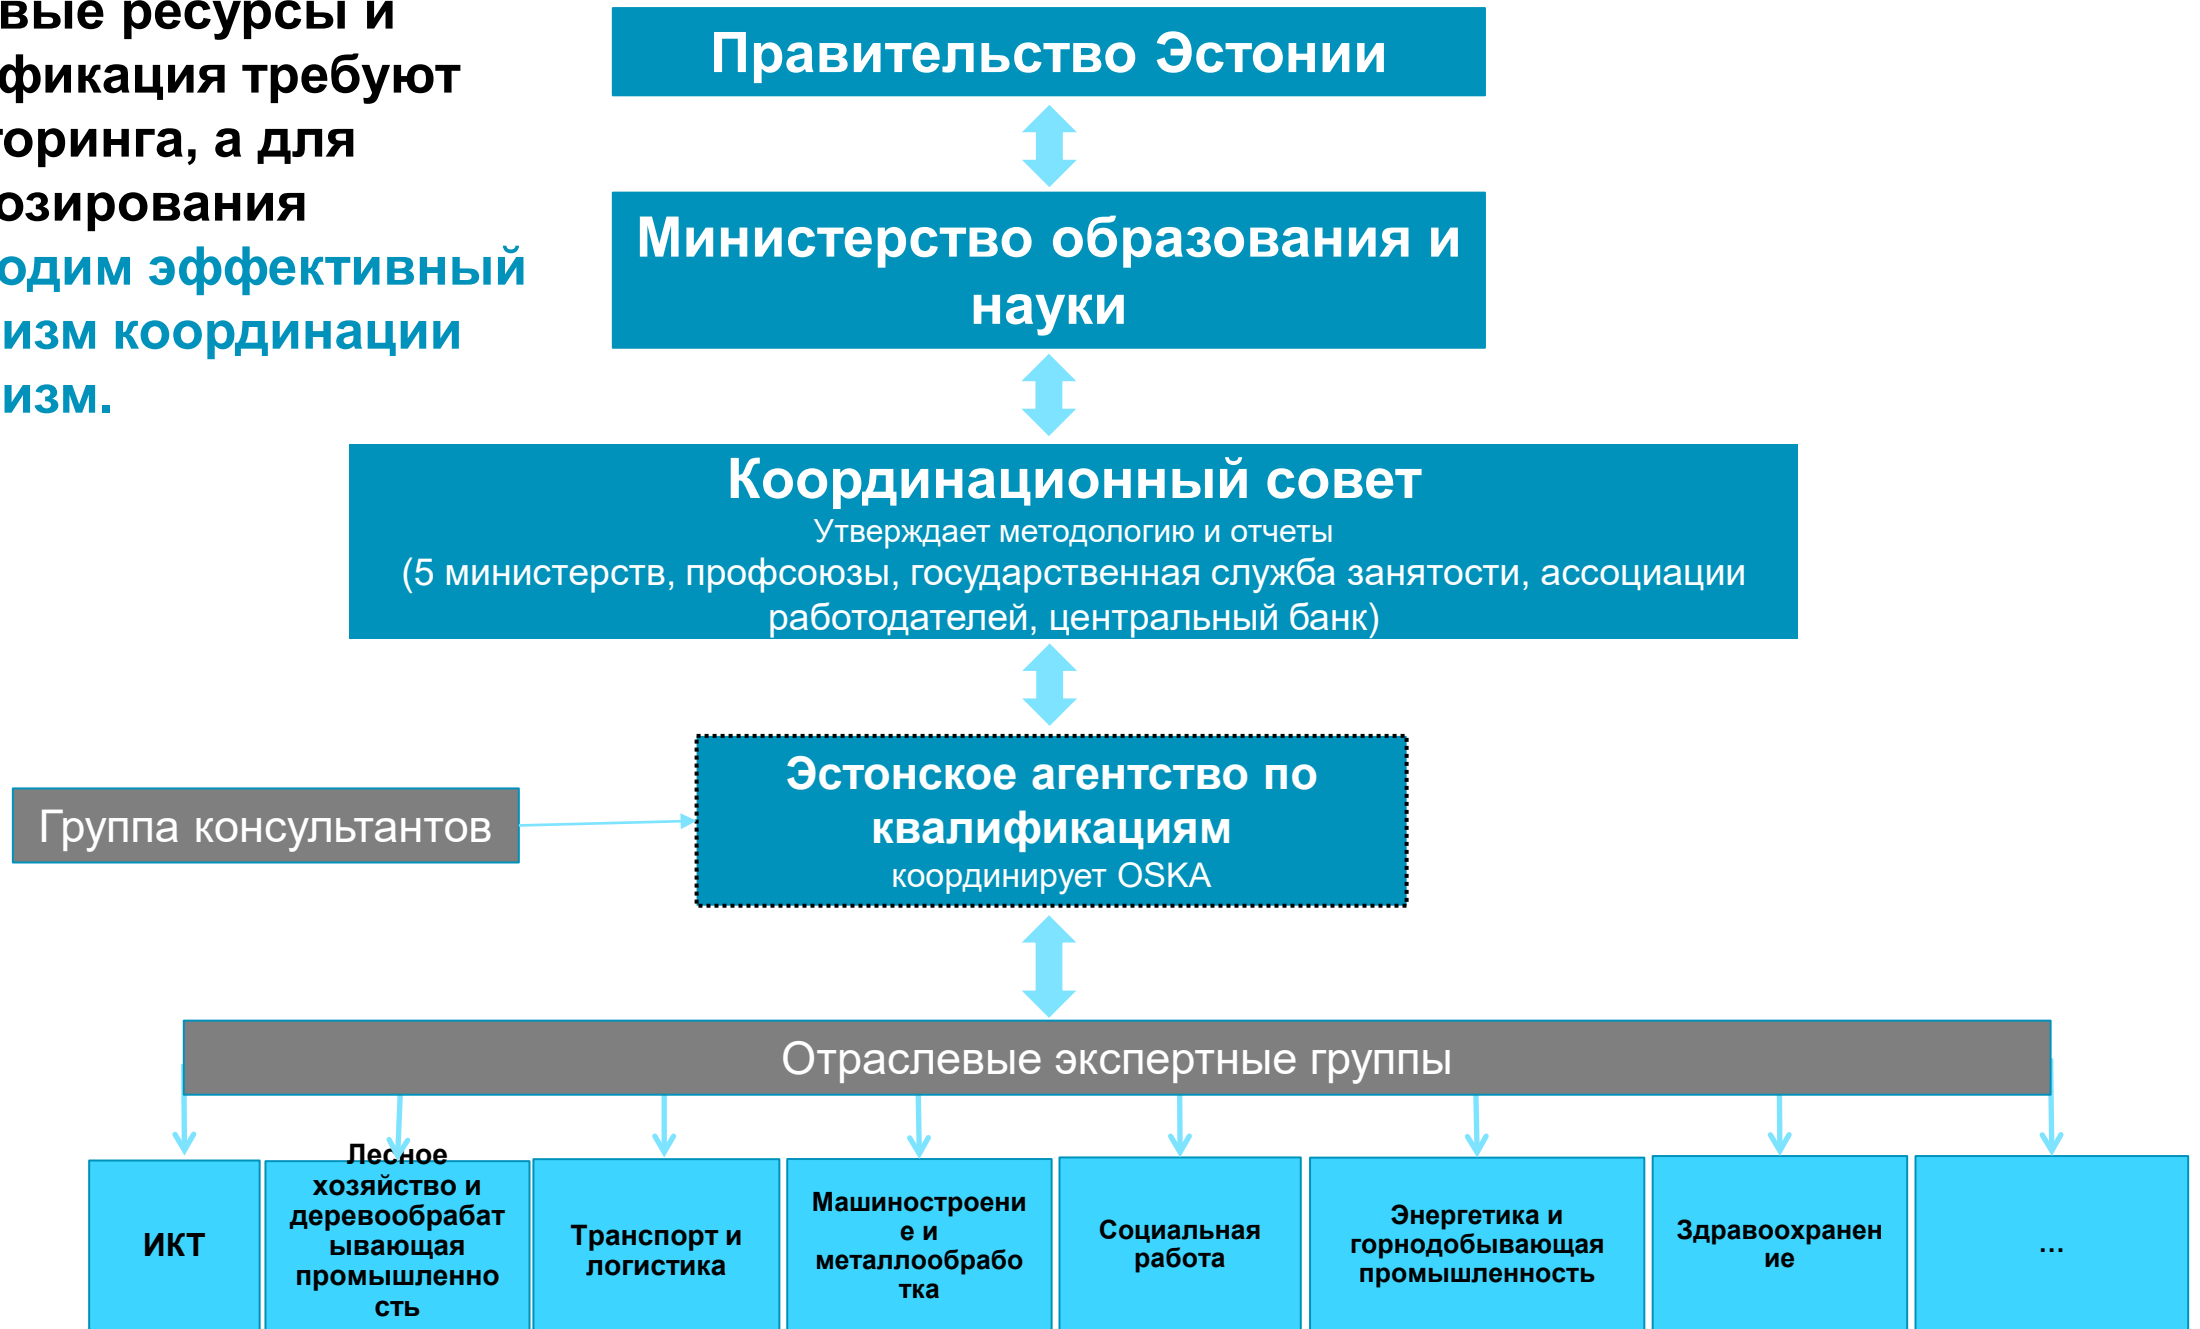 вые ресурсы и
фикация требуют
оринга, а для
озирования
одим эффективный
изм координации
изм.
Правительство Эстонии
Министерство образования и
науки
Координационный совет
Утверждает методологию и отчеты
(5 министерств, профсоюзы, государственная служба занятости, ассоциации
работодателей, центральный банк)
Группа консультантов
Эстонское агентство по
квалификациям
координирует OSKA
Отраслевые экспертные группы
ИКТ
Лесное
хозяйство и
деревообрабат
ывающая
промышленно
сть
Транспорт и
логистика
Машиностроени
е и
металлообрабо
тка
Социальная
работа
Энергетика и
горнодобывающая
промышленность
Здравоохранен
ие
...